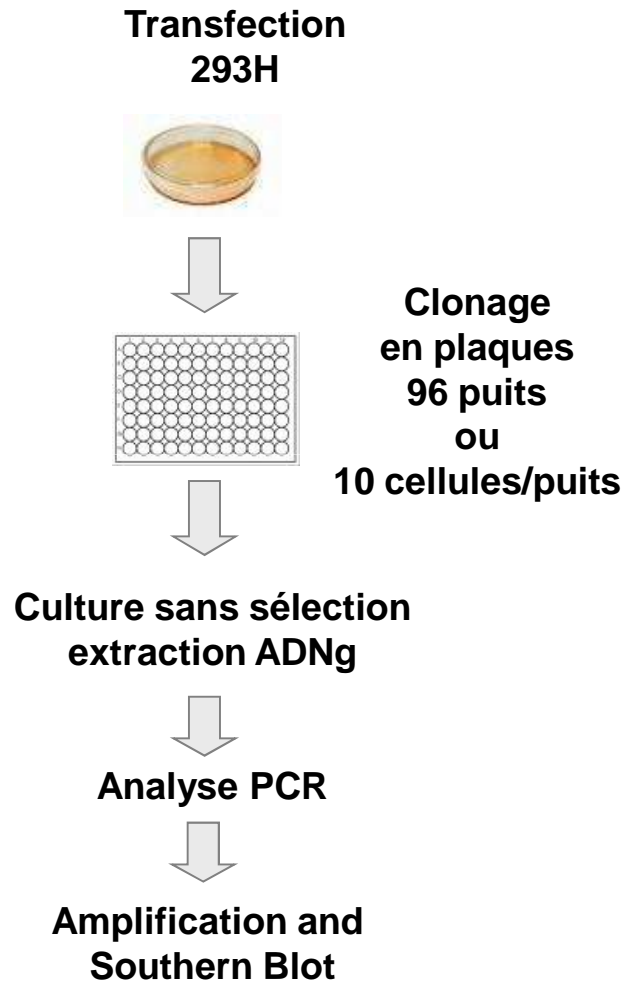 Transfection
293H
Clonage
en plaques
96 puits
ou
10 cellules/puits
Culture sans sélection
extraction ADNg
Analyse PCR
Amplification and
Southern Blot